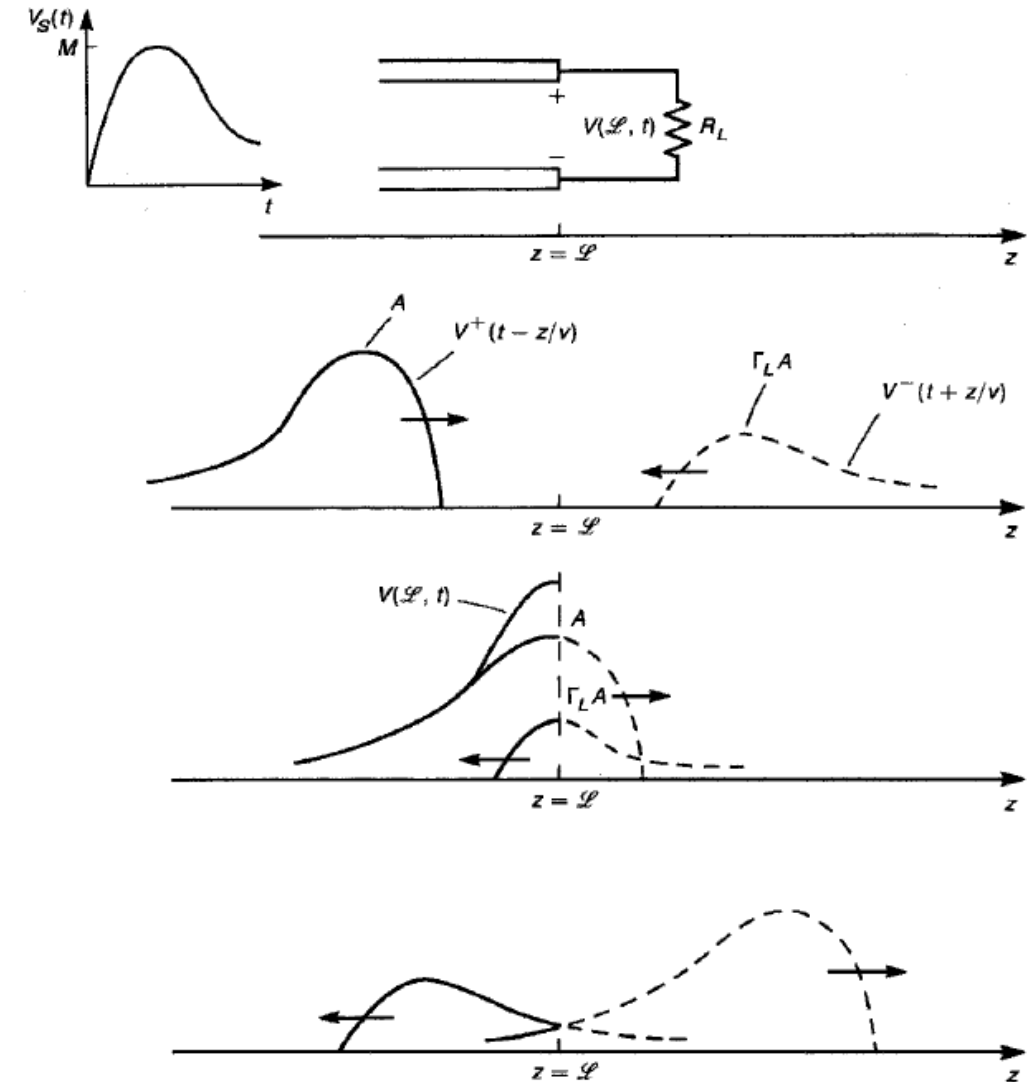 V_S(t)
M
t
+
V(ℒ, t)
R_L
−
z = ℒ
z
A
V⁺(t − z/v)
Γ_L A
V⁻(t + z/v)
z = ℒ
z
V(ℒ, t)
A
Γ_L A
z = ℒ
z
z = ℒ
z